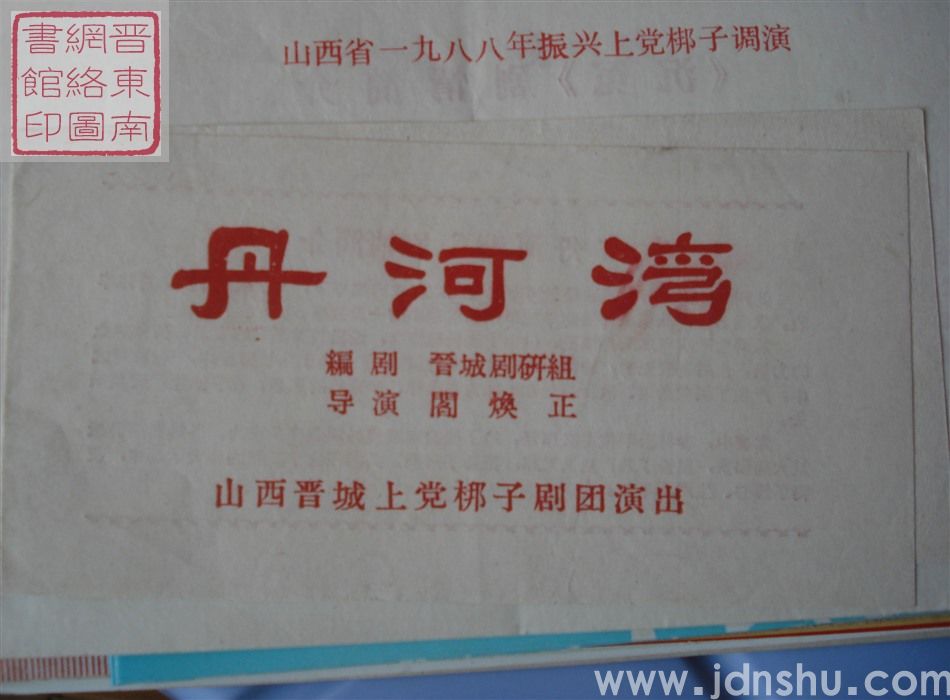 晋東南
網絡圖
書館印
山西省一九八八年振兴上党梆子调演
丹河湾
編剧 晉城剧研組
导演 閻焕正
山西晋城上党梆子剧团演出
www.jdnshu.com